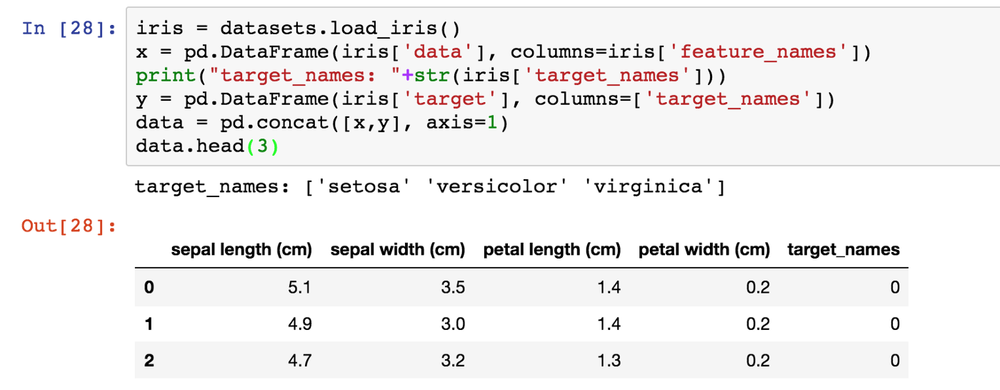 In [28]: iris = datasets.load_iris()
x = pd.DataFrame(iris['data'], columns=iris['feature_names'])
print("target_names: "+str(iris['target_names']))
y = pd.DataFrame(iris['target'], columns=['target_names'])
data = pd.concat([x,y], axis=1)
data.head(3)
target_names: ['setosa' 'versicolor' 'virginica']
Out[28]:
sepal length (cm) sepal width (cm) petal length (cm) petal width (cm) target_names
0 5.1 3.5 1.4 0.2 0
1 4.9 3.0 1.4 0.2 0
2 4.7 3.2 1.3 0.2 0